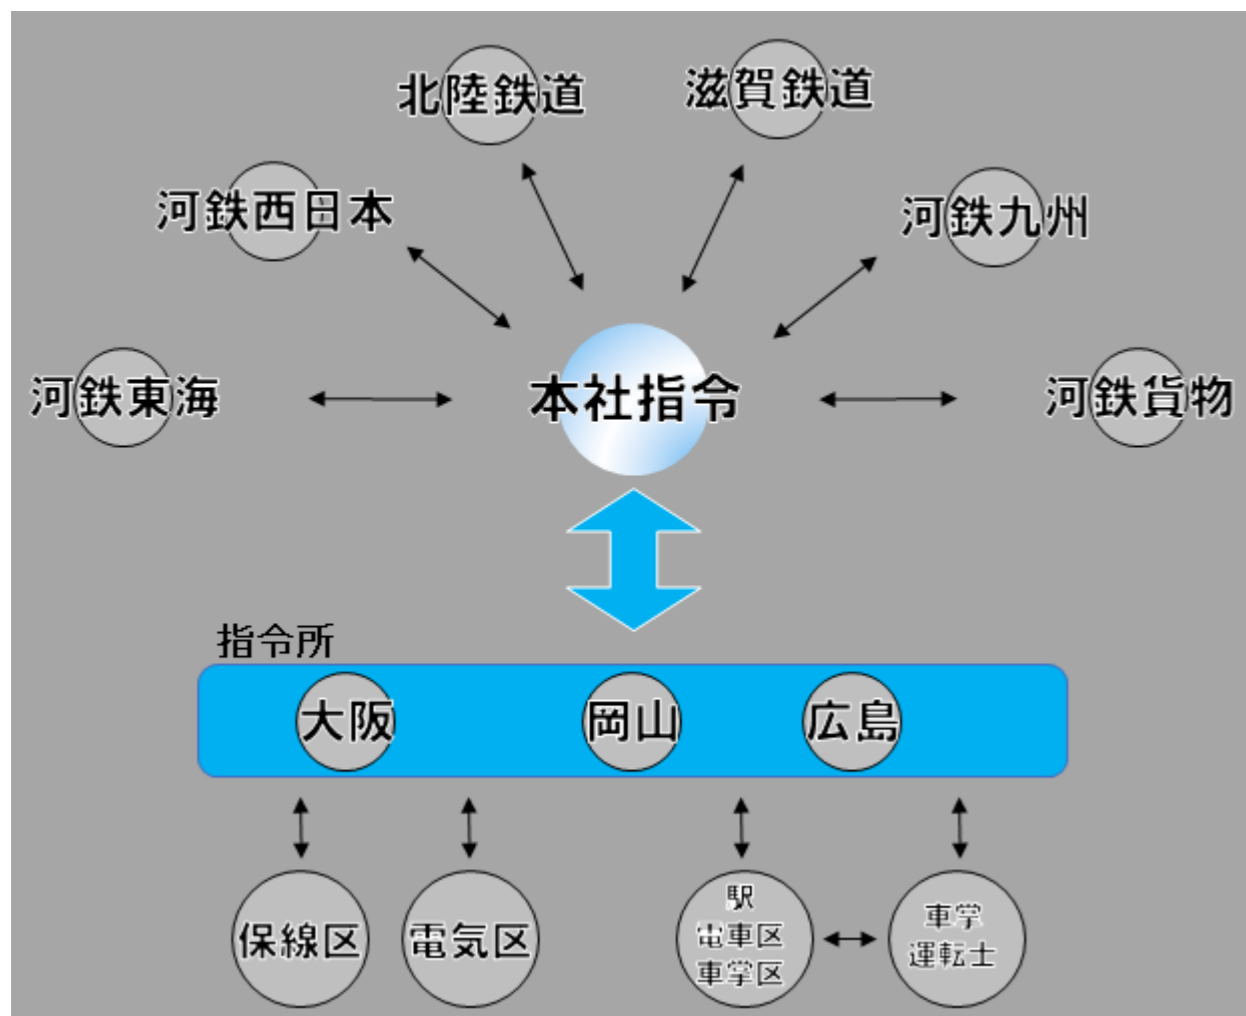 北陸鉄道
滋賀鉄道
河鉄西日本
河鉄九州
河鉄東海
本社指令
河鉄貨物
指令所
大阪
岡山
広島
保線区
電気区
駅
電車区
車学区
車学
運転士